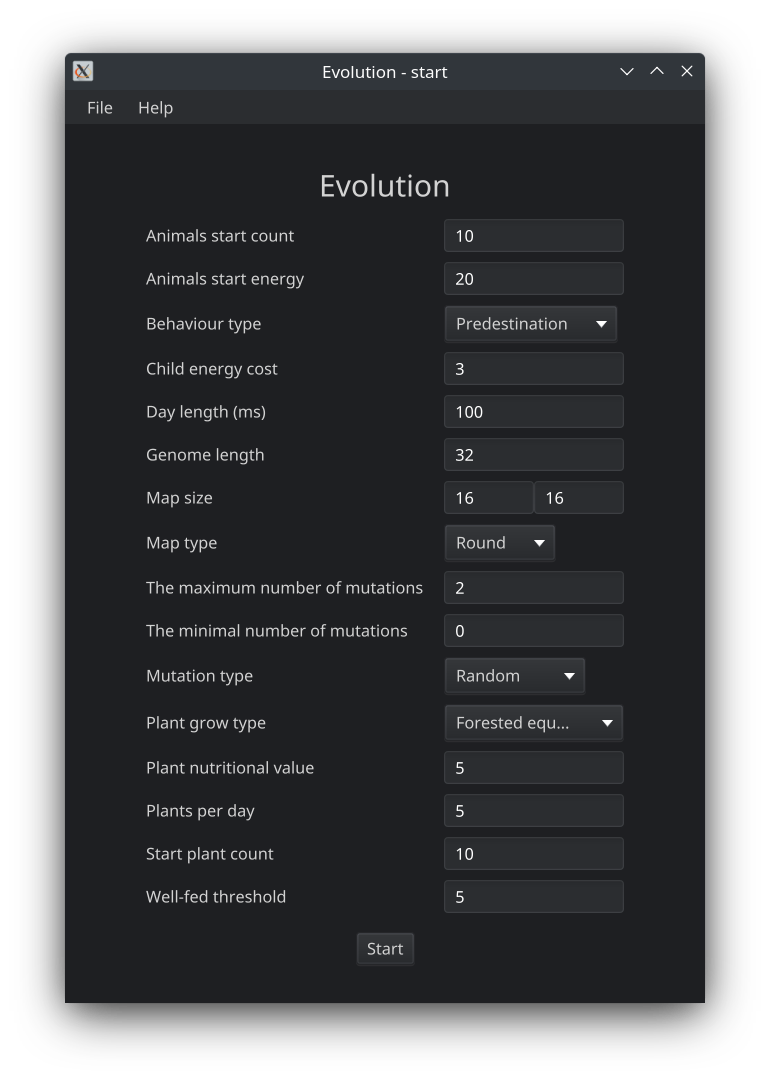 Evolution - start
File Help
Evolution
Animals start count 10
Animals start energy 20
Behaviour type Predestination
Child energy cost 3
Day length (ms) 100
Genome length 32
Map size 16 16
Map type Round
The maximum number of mutations 2
The minimal number of mutations 0
Mutation type Random
Plant grow type Forested equ...
Plant nutritional value 5
Plants per day 5
Start plant count 10
Well-fed threshold 5
Start